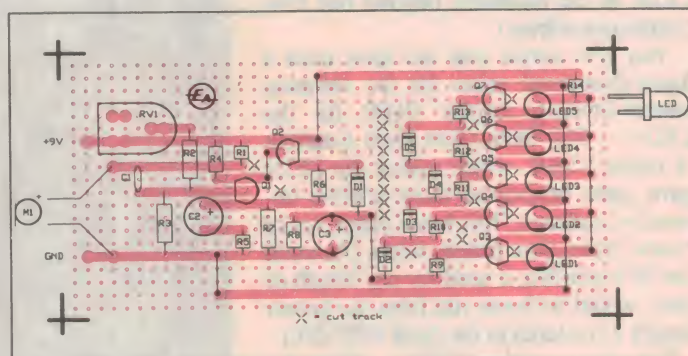 EA
RV1
+9V
M1
+
GND
C1
R2
R4
R1
Q2
Q1
R3
C2
+
R5
R7
R8
R6
C3
+
D1
D5
D4
D3
D2
R13
R12
R11
R10
R9
Q7
Q6
Q5
Q4
Q3
R14
LED5
LED4
LED3
LED2
LED1
LED
X = cut track